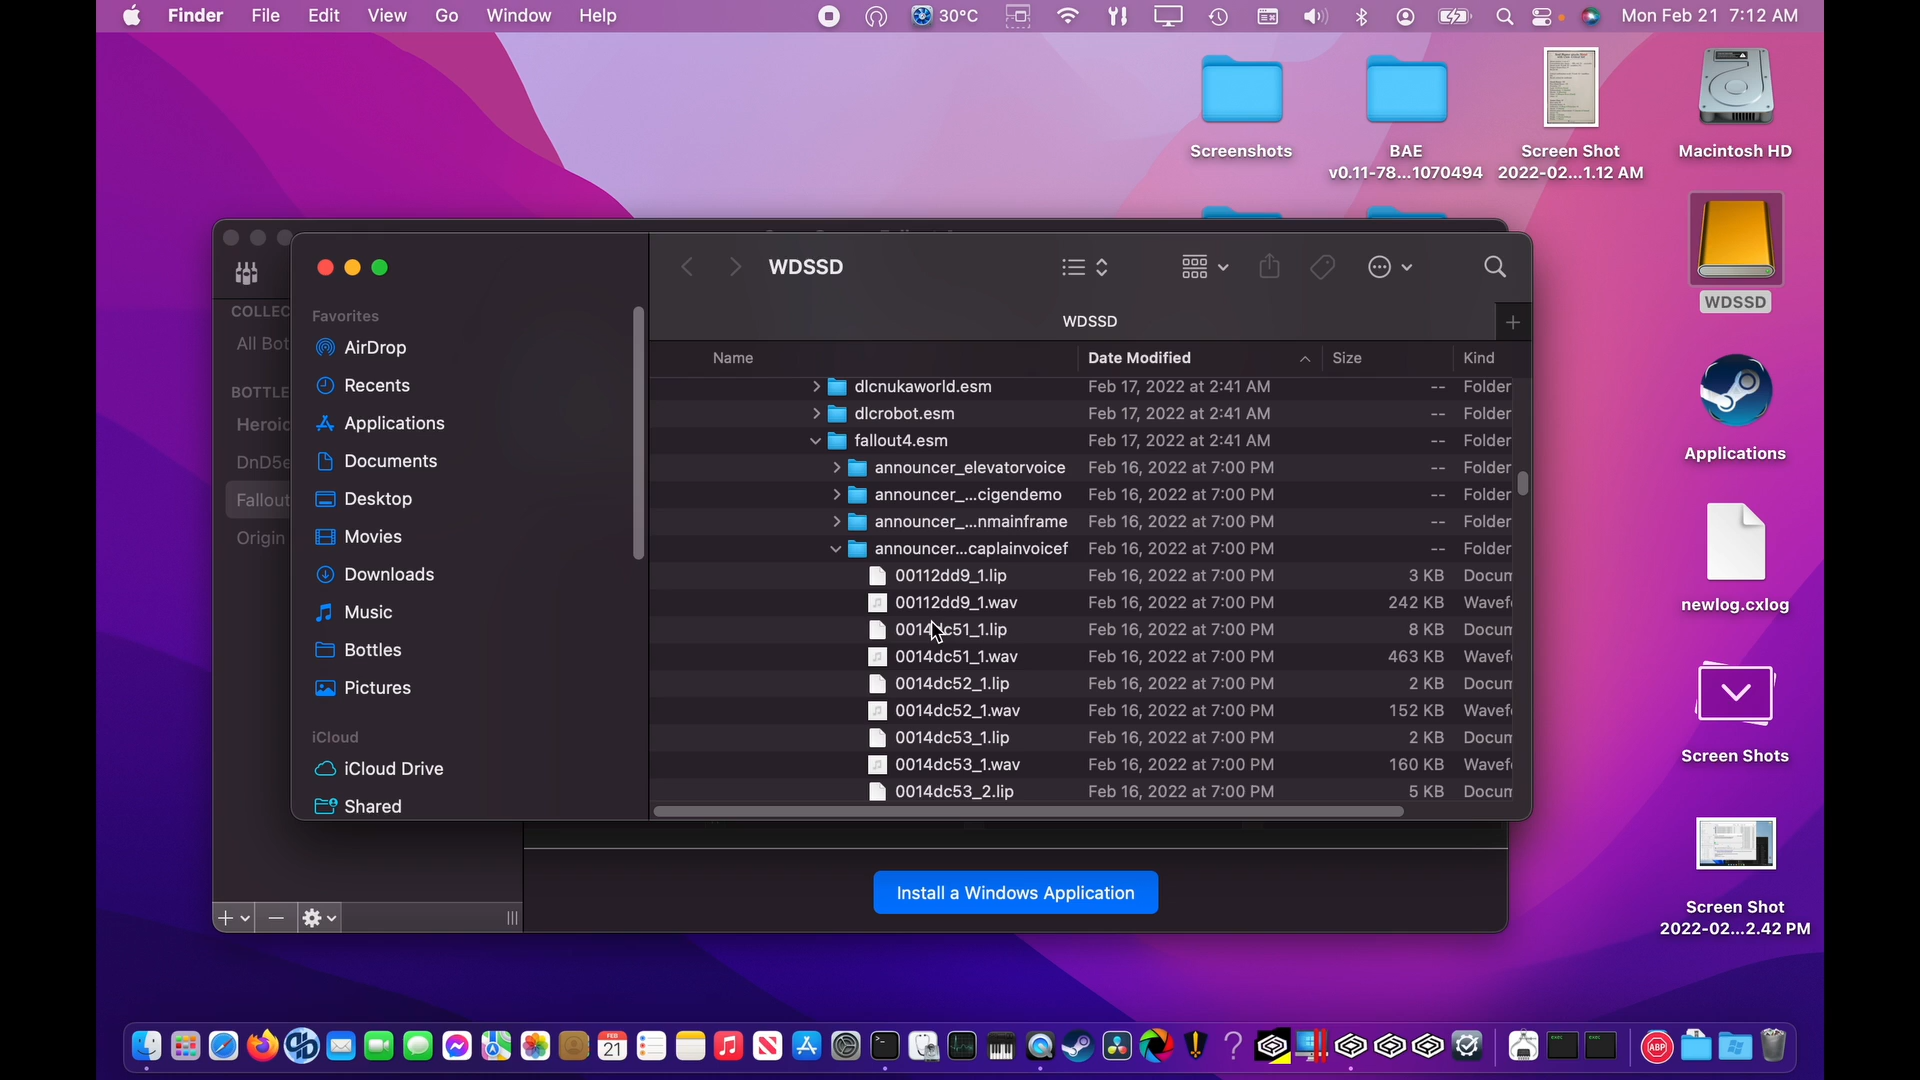 Finder File Edit View Go Window Help 30°C Mon Feb 21 7:12 AM
Screenshots
BAE
v0.11-78...1070494
Screen Shot
2022-02...1.12 AM
Macintosh HD
WDSSD
Applications
newlog.cxlog
Screen Shots
Screen Shot
2022-02...2.42 PM
COLLEC
All Bot
BOTTLE
Heroic
DnD5e
Fallout
Origin
Favorites
AirDrop
Recents
Applications
Documents
Desktop
Movies
Downloads
Music
Bottles
Pictures
iCloud
iCloud Drive
Shared
WDSSD
WDSSD
Name Date Modified Size Kind
dlcnukaworld.esm Feb 17, 2022 at 2:41 AM -- Folder
dlcrobot.esm Feb 17, 2022 at 2:41 AM -- Folder
fallout4.esm Feb 17, 2022 at 2:41 AM -- Folder
announcer_elevatorvoice Feb 16, 2022 at 7:00 PM -- Folder
announcer_...cigendemo Feb 16, 2022 at 7:00 PM -- Folder
announcer_...nmainframe Feb 16, 2022 at 7:00 PM -- Folder
announcer...caplainvoicef Feb 16, 2022 at 7:00 PM -- Folder
00112dd9_1.lip Feb 16, 2022 at 7:00 PM 3 KB Docum
00112dd9_1.wav Feb 16, 2022 at 7:00 PM 242 KB Wavef
0014dc51_1.lip Feb 16, 2022 at 7:00 PM 8 KB Docum
0014dc51_1.wav Feb 16, 2022 at 7:00 PM 463 KB Wavef
0014dc52_1.lip Feb 16, 2022 at 7:00 PM 2 KB Docum
0014dc52_1.wav Feb 16, 2022 at 7:00 PM 152 KB Wavef
0014dc53_1.lip Feb 16, 2022 at 7:00 PM 2 KB Docum
0014dc53_1.wav Feb 16, 2022 at 7:00 PM 160 KB Wavef
0014dc53_2.lip Feb 16, 2022 at 7:00 PM 5 KB Docum
Install a Windows Application
FEB
21
ABP